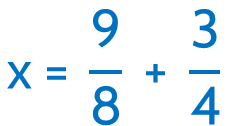 x = 9/8 + 3/4